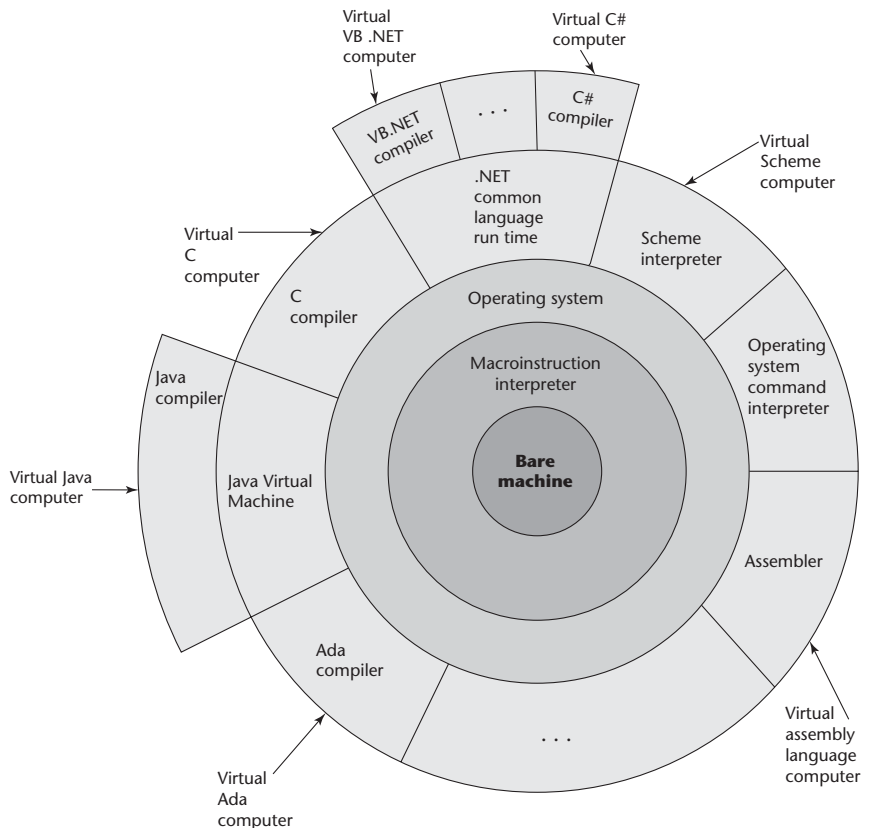 Virtual
VB .NET
computer
Virtual C#
computer
VB.NET
compiler
. . .
C#
compiler
Virtual
Scheme
computer
.NET
common
language
run time
Virtual
C
computer
Scheme
interpreter
C
compiler
Operating system
Operating
system
command
interpreter
Macroinstruction
interpreter
Java
compiler
Bare
machine
Virtual Java
computer
Java Virtual
Machine
Assembler
Ada
compiler
. . .
Virtual
assembly
language
computer
Virtual
Ada
computer